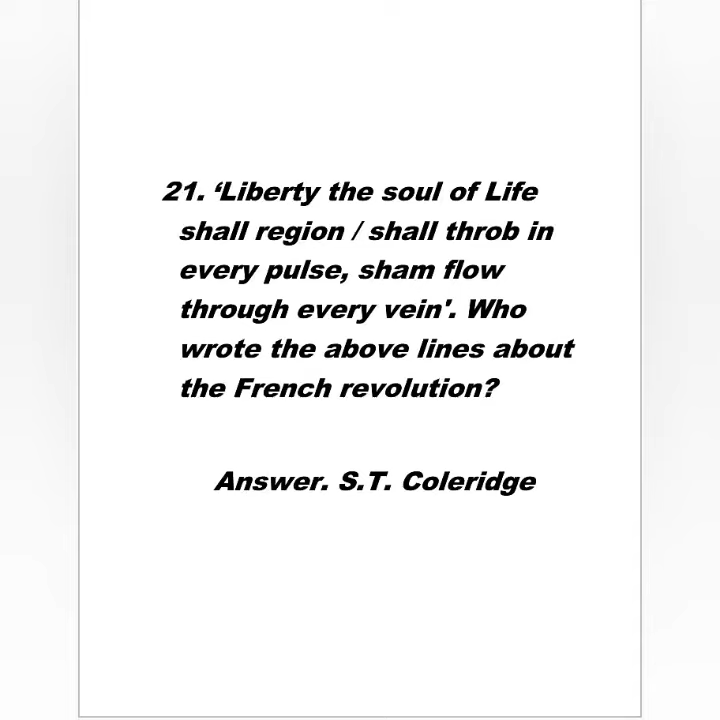 21. ‘Liberty the soul of Life
shall region / shall throb in
every pulse, sham flow
through every vein'. Who
wrote the above lines about
the French revolution?
Answer. S.T. Coleridge